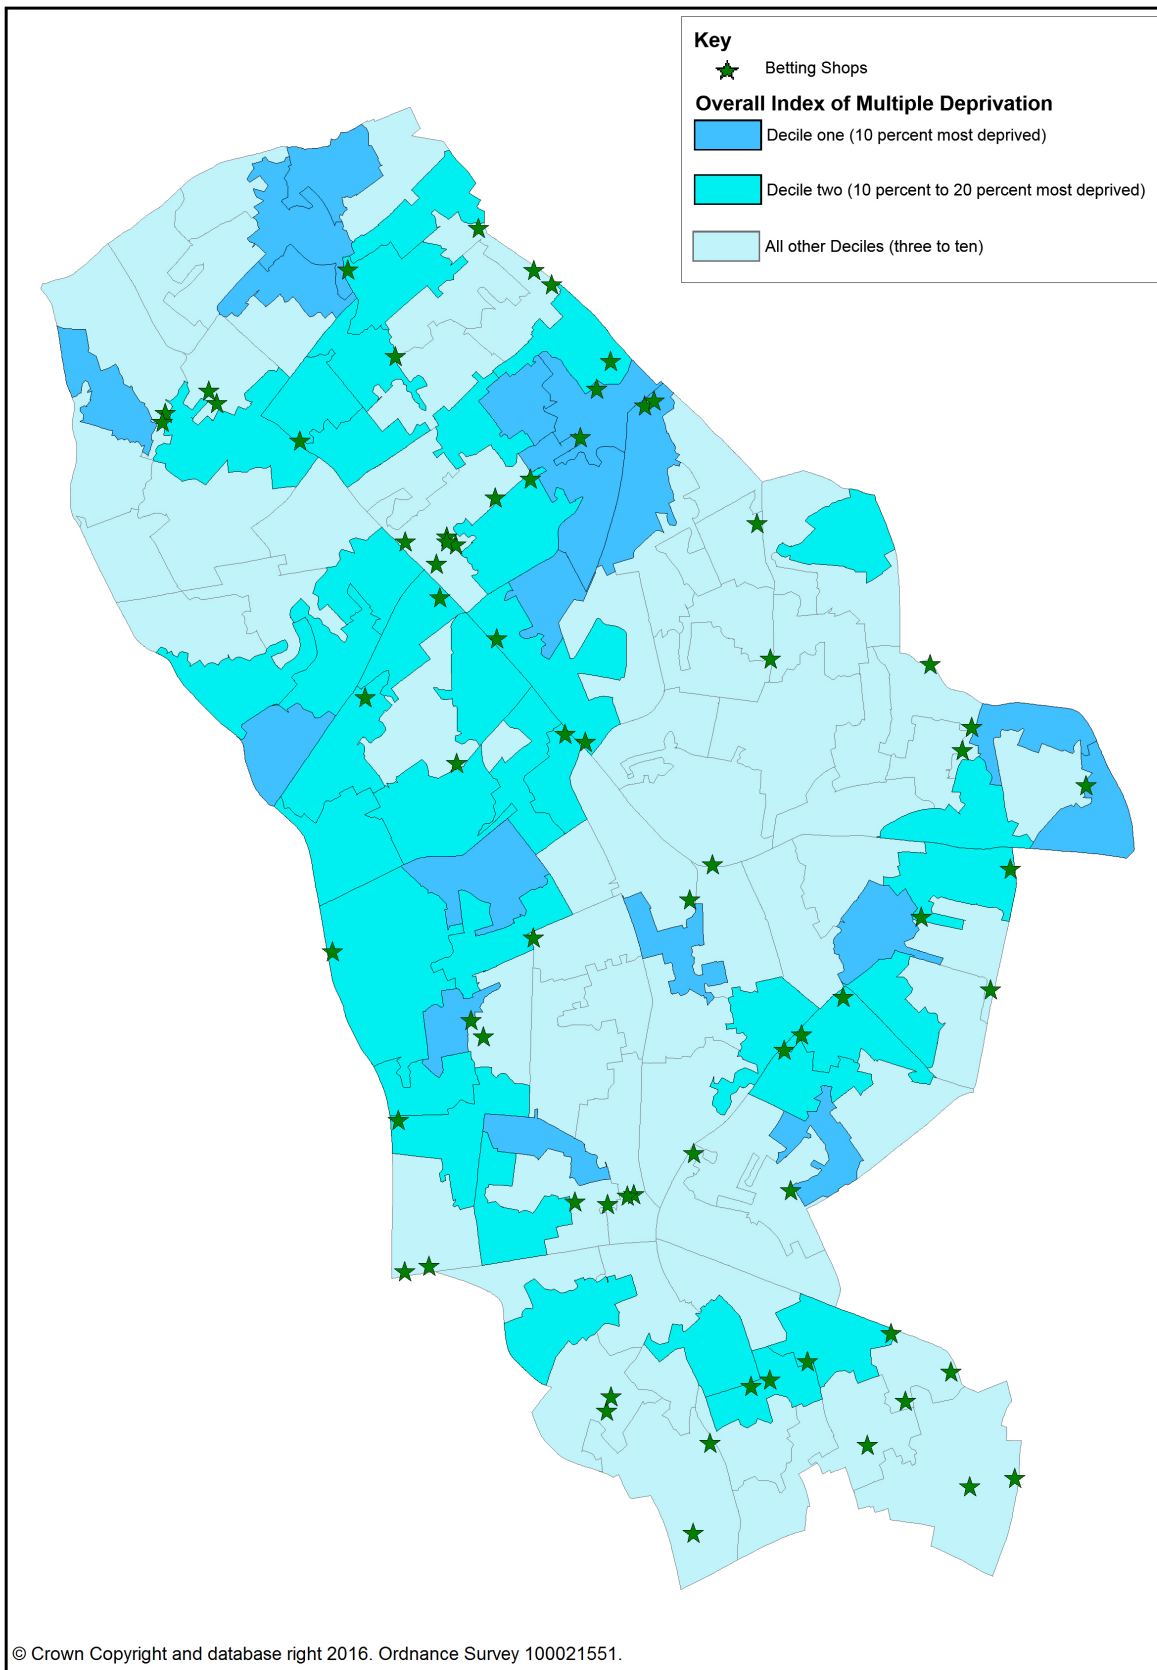 Key
Betting Shops
Overall Index of Multiple Deprivation
Decile one (10 percent most deprived)
Decile two (10 percent to 20 percent most deprived)
All other Deciles (three to ten)
© Crown Copyright and database right 2016. Ordnance Survey 100021551.